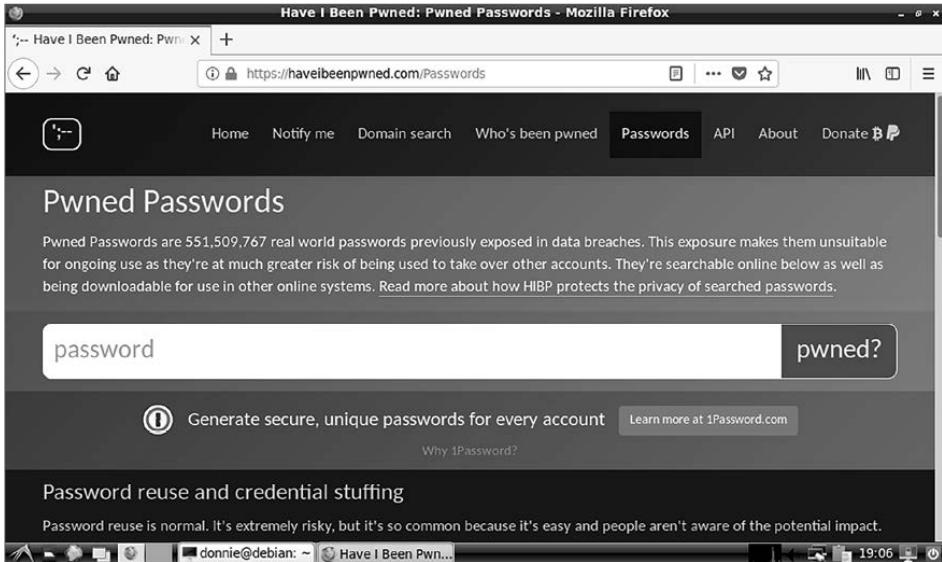 Have I Been Pwned: Pwned Passwords - Mozilla Firefox
';-- Have I Been Pwned: Pwn
https://haveibeenpwned.com/Passwords
';--
Home Notify me Domain search Who's been pwned Passwords API About Donate
Pwned Passwords
Pwned Passwords are 551,509,767 real world passwords previously exposed in data breaches. This exposure makes them unsuitable
for ongoing use as they're at much greater risk of being used to take over other accounts. They're searchable online below as well as
being downloadable for use in other online systems. Read more about how HIBP protects the privacy of searched passwords.
password pwned?
Generate secure, unique passwords for every account Learn more at 1Password.com
Why 1Password?
Password reuse and credential stuffing
Password reuse is normal. It's extremely risky, but it's so common because it's easy and people aren't aware of the potential impact.
donnie@debian: ~ Have I Been Pwn... 19:06